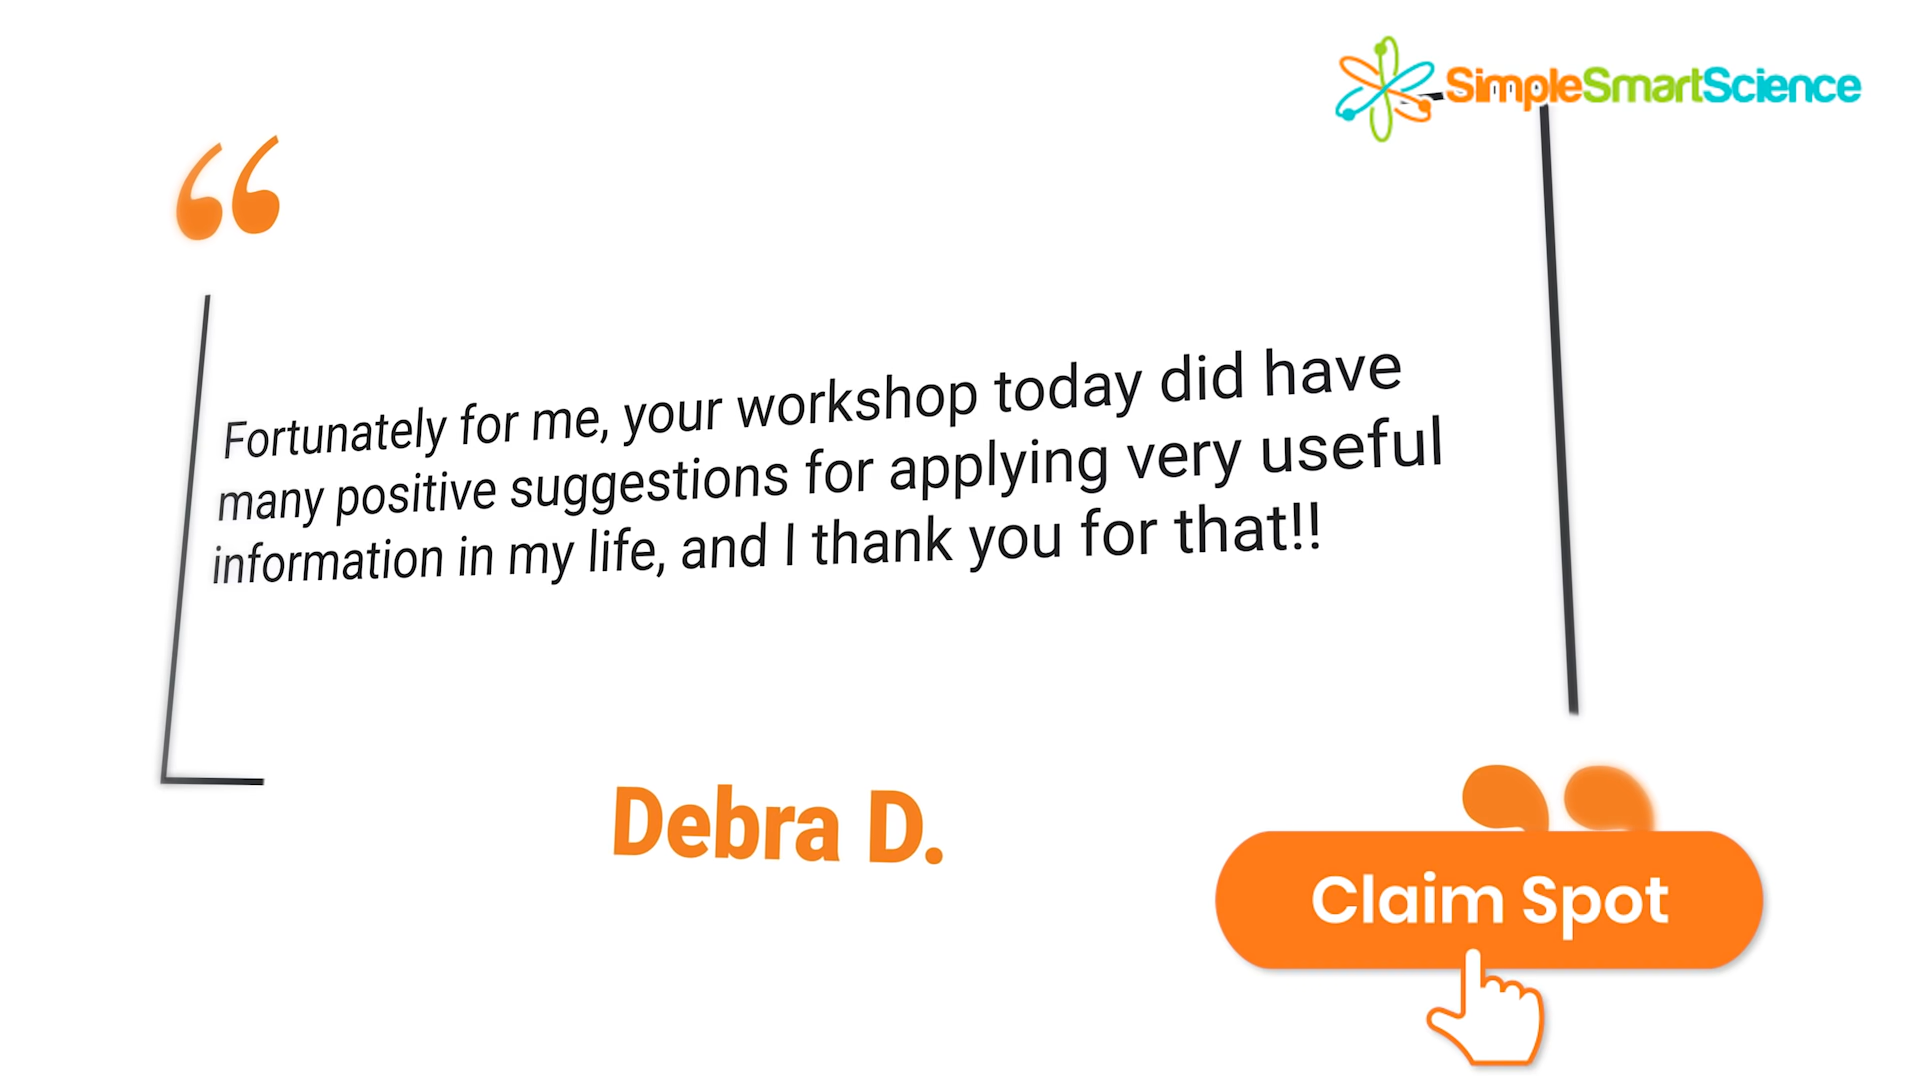 SimpleSmartScience
“
Fortunately for me, your workshop today did have
many positive suggestions for applying very useful
information in my life, and I thank you for that!!
”
Debra D.
Claim Spot